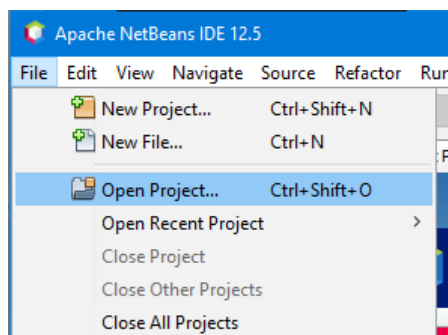 Apache NetBeans IDE 12.5
File Edit View Navigate Source Refactor Run
New Project... Ctrl+Shift+N
New File... Ctrl+N
Open Project... Ctrl+Shift+O
Open Recent Project >
Close Project
Close Other Projects
Close All Projects